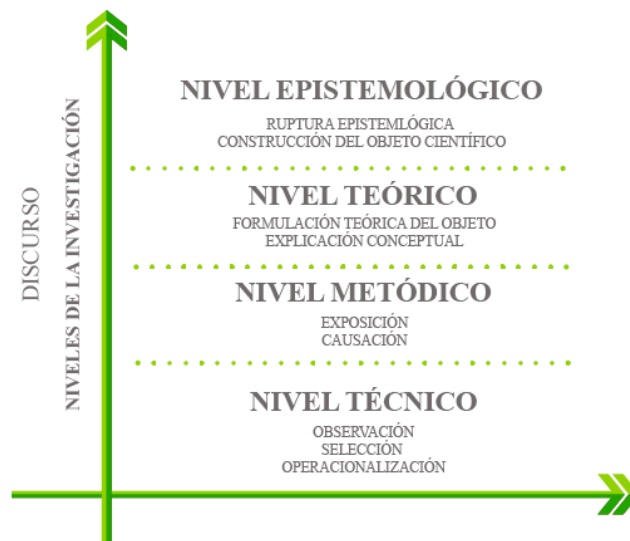 DISCURSO
NIVELES DE LA INVESTIGACIÓN
NIVEL EPISTEMOLÓGICO
RUPTURA EPISTEMLÓGICA
CONSTRUCCIÓN DEL OBJETO CIENTÍFICO
NIVEL TEÓRICO
FORMULACIÓN TEÓRICA DEL OBJETO
EXPLICACIÓN CONCEPTUAL
NIVEL METÓDICO
EXPOSICIÓN
CAUSACIÓN
NIVEL TÉCNICO
OBSERVACIÓN
SELECCIÓN
OPERACIONALIZACIÓN